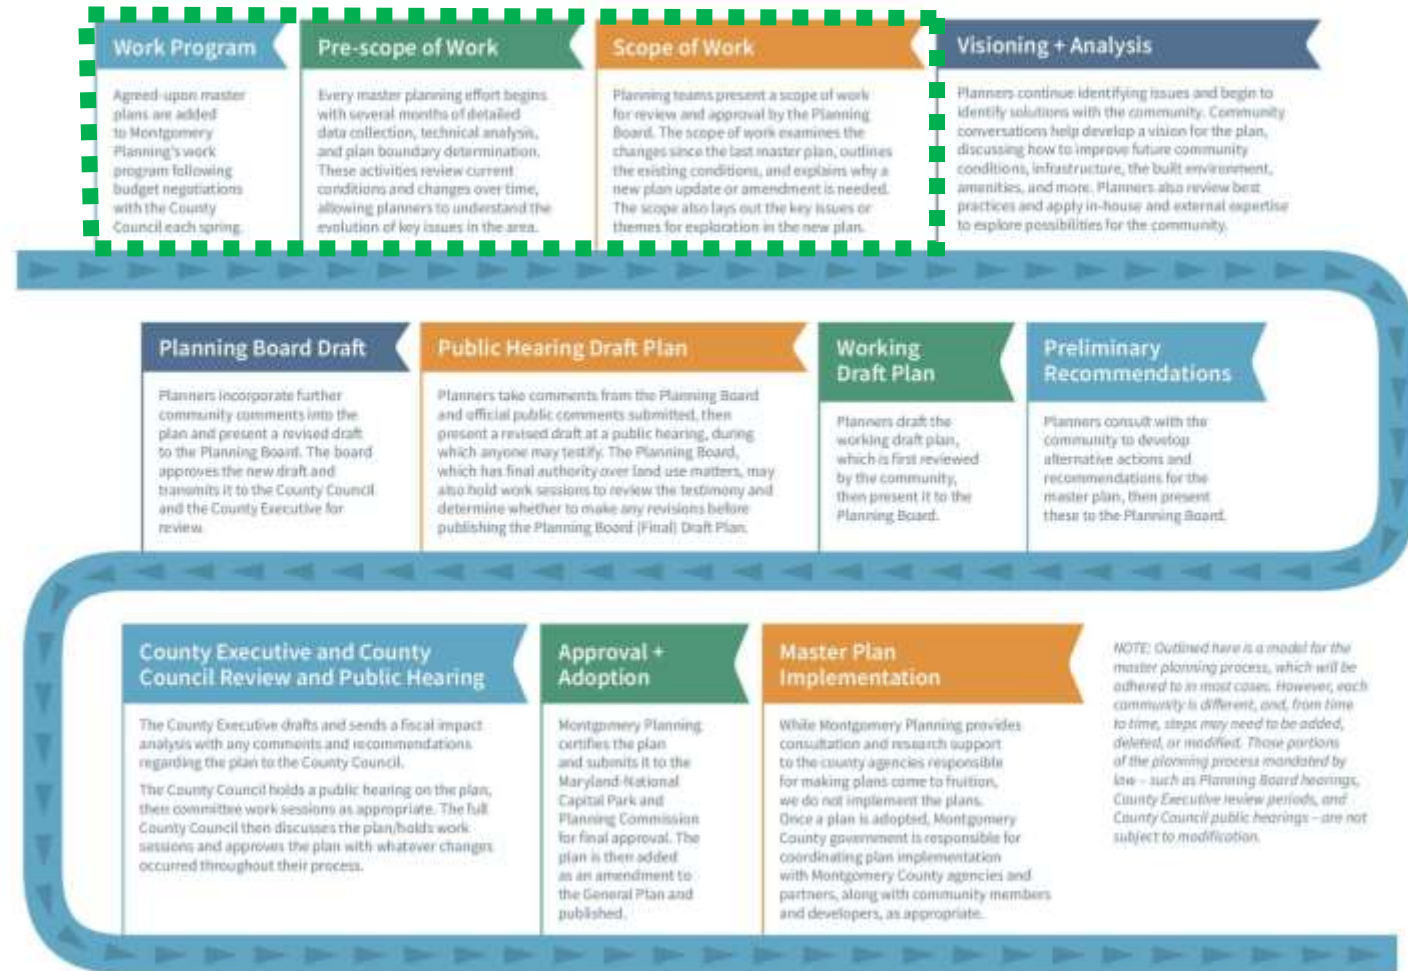 Work Program
Agreed-upon master
plans are added
to Montgomery
Planning's work
program following
budget negotiations
with the County
Council each spring.
Pre-scope of Work
Every master planning effort begins
with several months of detailed
data collection, technical analysis,
and plan boundary determination.
These activities review current
conditions and changes over time,
allowing planners to understand the
evolution of key issues in the area.
Scope of Work
Planning teams present a scope of work
for review and approval by the Planning
Board. The scope of work examines the
changes since the last master plan, outlines
the existing conditions, and explains why a
new plan update or amendment is needed.
The scope also lays out the key issues or
themes for exploration in the new plan.
Visioning + Analysis
Planners continue identifying issues and begin to
identify solutions with the community. Community
conversations help develop a vision for the plan,
discussing how to improve future community
conditions, infrastructure, the built environment,
amenities, and more. Planners also review best
practices and apply in-house and external expertise
to explore possibilities for the community.
Planning Board Draft
Planners incorporate further
community comments into the
plan and present a revised draft
to the Planning Board. The board
approves the new draft and
transmits it to the County Council
and the County Executive for
review.
Public Hearing Draft Plan
Planners take comments from the Planning Board
and official public comments submitted, then
present a revised draft at a public hearing, during
which anyone may testify. The Planning Board,
which has final authority over land use matters, may
also hold work sessions to review the testimony and
determine whether to make any revisions before
publishing the Planning Board (Final) Draft Plan.
Working
Draft Plan
Planners draft the
working draft plan,
which is first reviewed
by the community,
then present it to the
Planning Board.
Preliminary
Recommendations
Planners consult with the
community to develop
alternative actions and
recommendations for the
master plan, then present
these to the Planning Board.
County Executive and County
Council Review and Public Hearing
The County Executive drafts and sends a fiscal impact
analysis with any comments and recommendations
regarding the plan to the County Council.
The County Council holds a public hearing on the plan,
then committee work sessions as appropriate. The full
County Council then discusses the plan/holds work
sessions and approves the plan with whatever changes
occurred throughout their process.
Approval +
Adoption
Montgomery Planning
certifies the plan
and submits it to the
Maryland-National
Capital Park and
Planning Commission
for final approval. The
plan is then added
as an amendment to
the General Plan and
published.
Master Plan
Implementation
While Montgomery Planning provides
consultation and research support
to the county agencies responsible
for making plans come to fruition,
we do not implement the plans.
Once a plan is adopted, Montgomery
County government is responsible for
coordinating plan implementation
with Montgomery County agencies and
partners, along with community members
and developers, as appropriate.
NOTE: Outlined here is a model for the
master planning process, which will be
adhered to in most cases. However, each
community is different, and, from time
to time, steps may need to be added,
deleted, or modified. Those portions
of the planning process mandated by
law – such as Planning Board hearings,
County Executive review periods, and
County Council public hearings – are not
subject to modification.